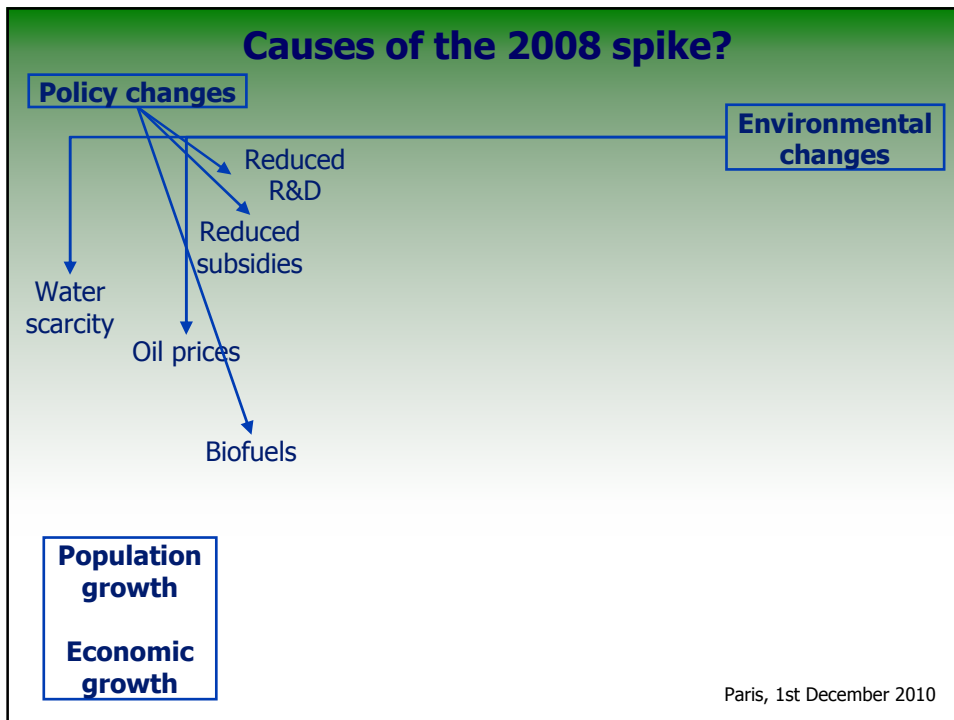 Causes of the 2008 spike?
Policy changes
Environmental
changes
Reduced
R&D
Reduced
subsidies
Water
scarcity
Oil prices
Biofuels
Population
growth
Economic
growth
Paris, 1st December 2010